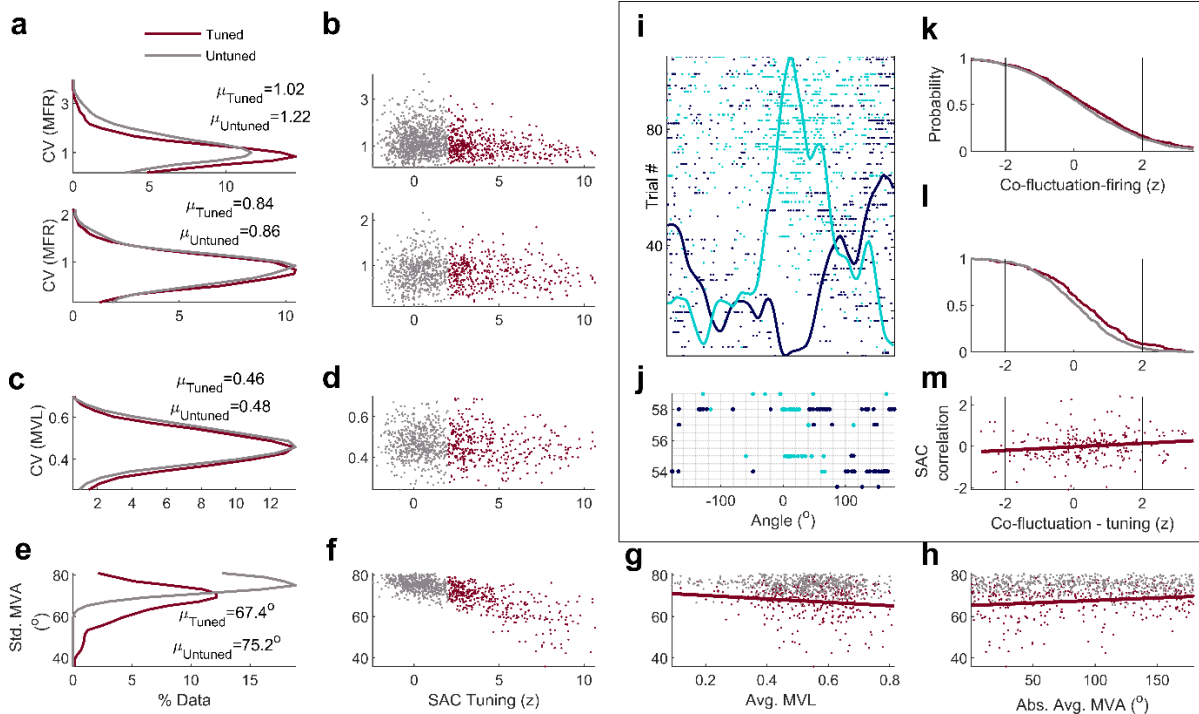 a
Tuned
Untuned
CV (MFR)
3
1
0
5
10
μTuned=1.02
μUntuned=1.22
CV (MFR)
2
1
0
5
10
μTuned=0.84
μUntuned=0.86
b
3
1
0
5
10
2
1
0
0
5
10
c
CV (MVL)
0.6
0.4
2
4
6
8
10
12
μTuned=0.46
μUntuned=0.48
d
0.6
0.4
0
5
10
e
Std. MVA
(o)
80
60
40
0
5
10
15
% Data
μTuned=67.4o
μUntuned=75.2o
f
80
60
40
0
5
10
SAC Tuning (z)
g
80
60
40
0.2
0.4
0.6
0.8
Avg. MVL
h
80
60
40
0
50
100
150
Abs. Avg. MVA (o)
i
Trial #
80
40
j
58
56
54
-100
0
100
Angle (o)
k
Probability
1
0.5
0
-2
0
2
Co-fluctuation-firing (z)
l
1
0.5
0
-2
0
2
m
SAC
correlation
2
0
-2
-2
0
2
Co-fluctuation - tuning (z)